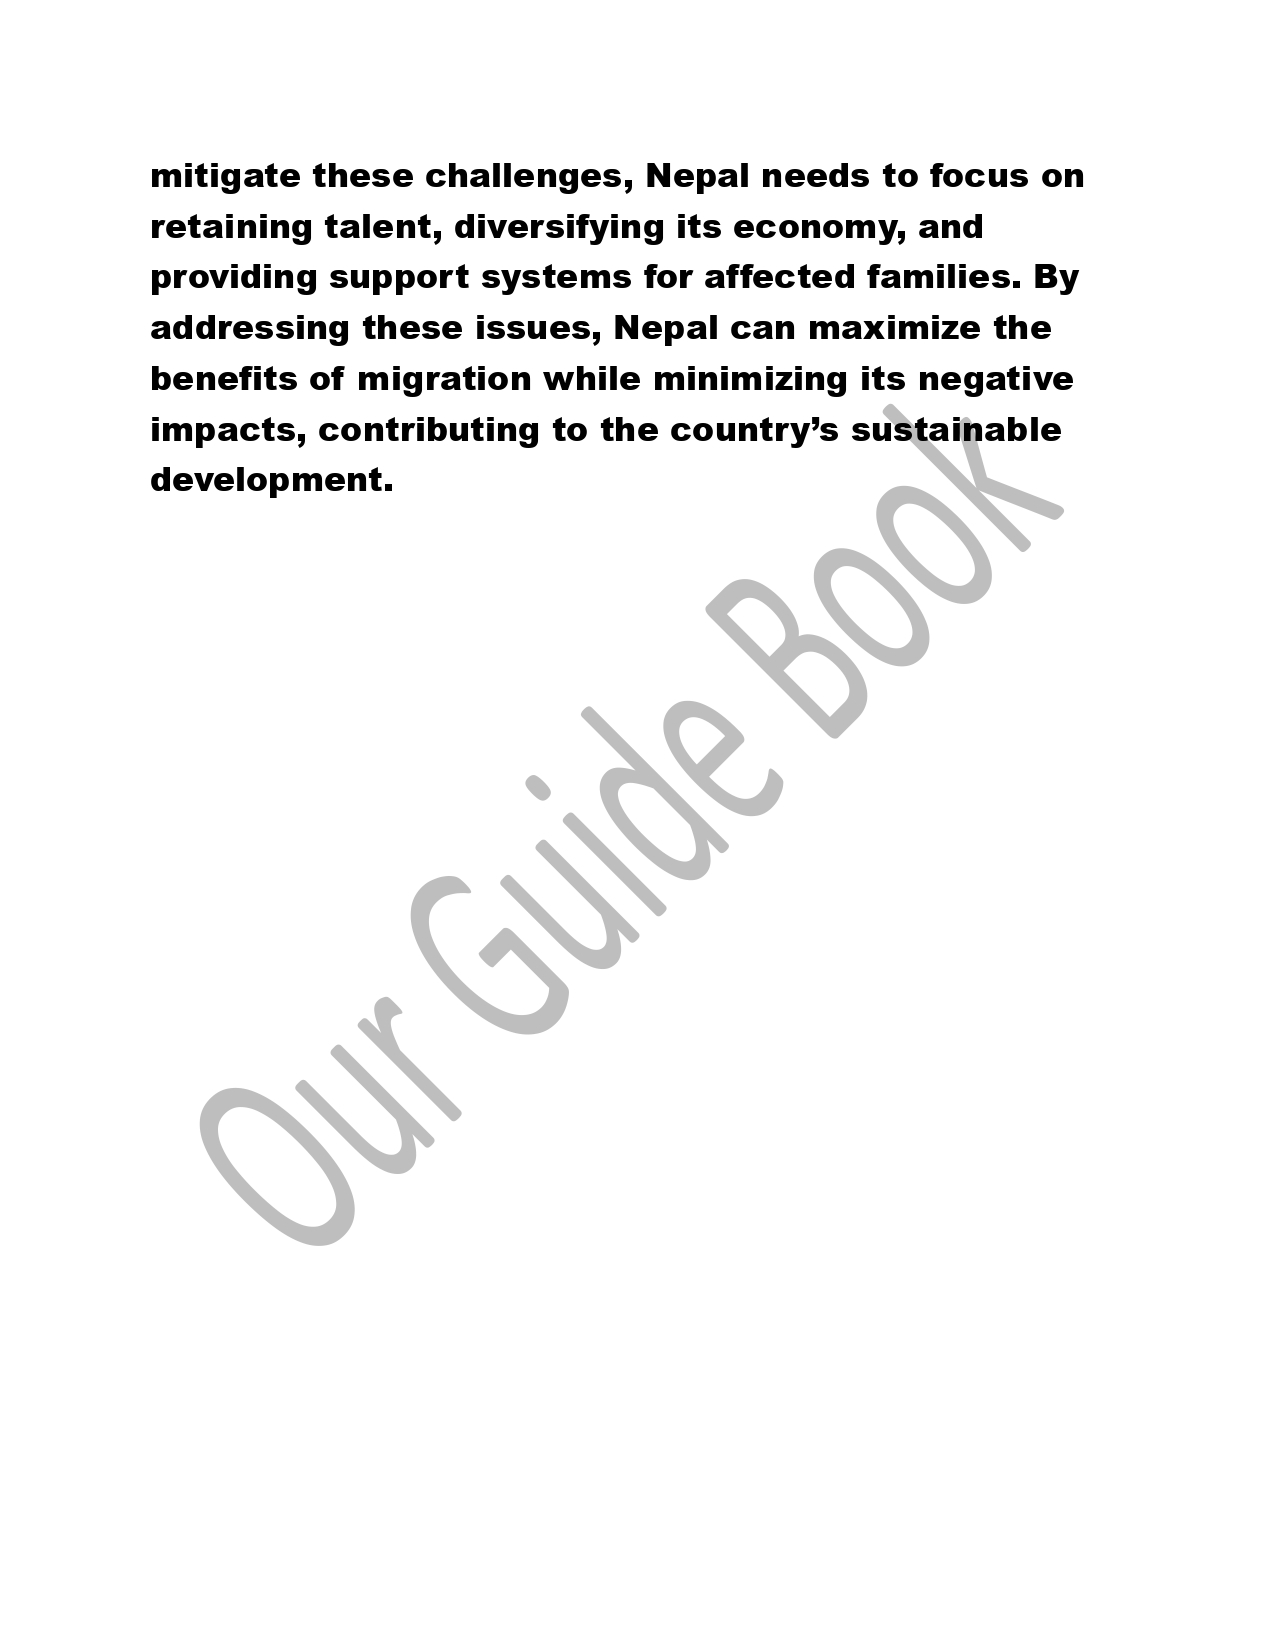 mitigate these challenges, Nepal needs to focus on
retaining talent, diversifying its economy, and
providing support systems for affected families. By
addressing these issues, Nepal can maximize the
benefits of migration while minimizing its negative
impacts, contributing to the country’s sustainable
development.
Our Guide Book